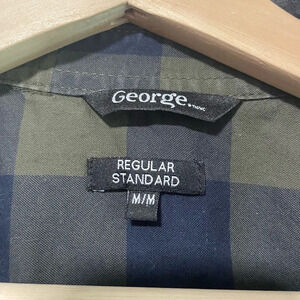 George.
REGULAR
STANDARD
M/M